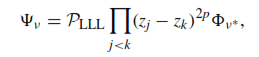 Ψ_ν = 𝒫_LLL ∏_{j<k} (z_j − z_k)^{2p} Φ_{ν*},